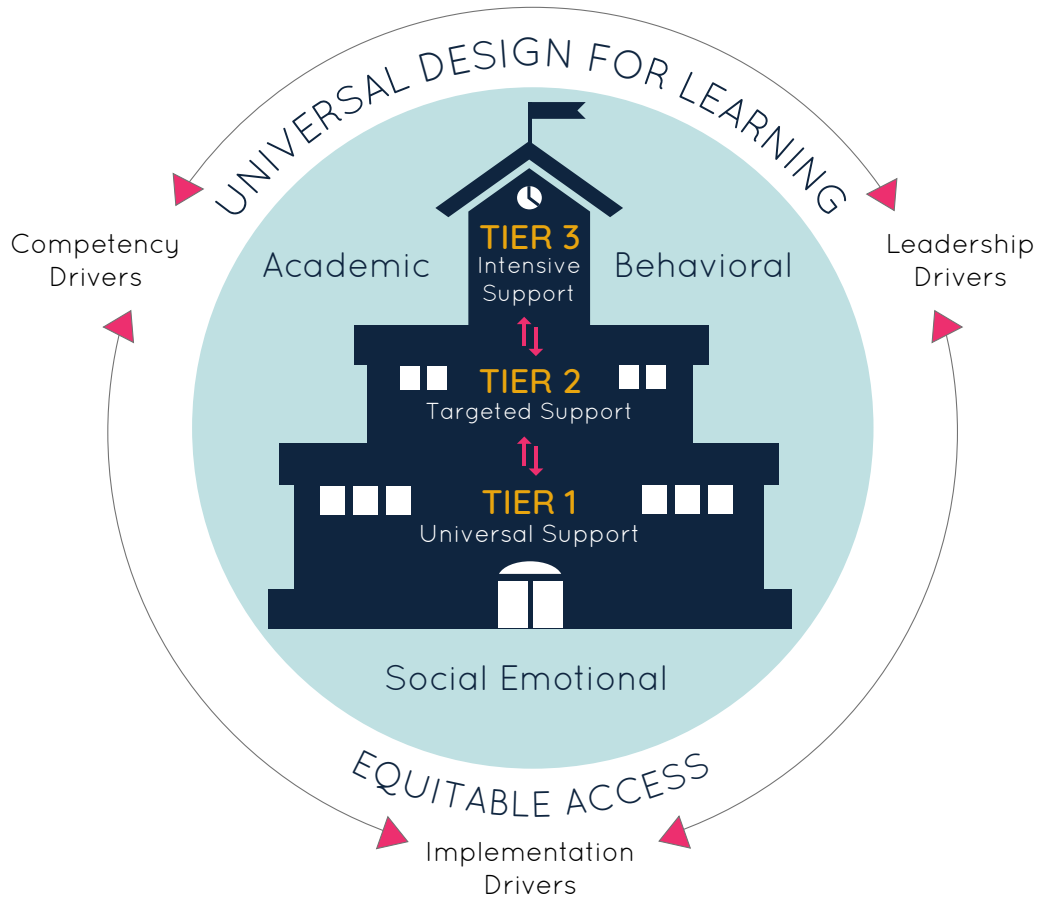 UNIVERSAL DESIGN FOR LEARNING
Competency
Drivers
Leadership
Drivers
Academic
Behavioral
TIER 3
Intensive
Support
TIER 2
Targeted Support
TIER 1
Universal Support
Social Emotional
EQUITABLE ACCESS
Implementation
Drivers